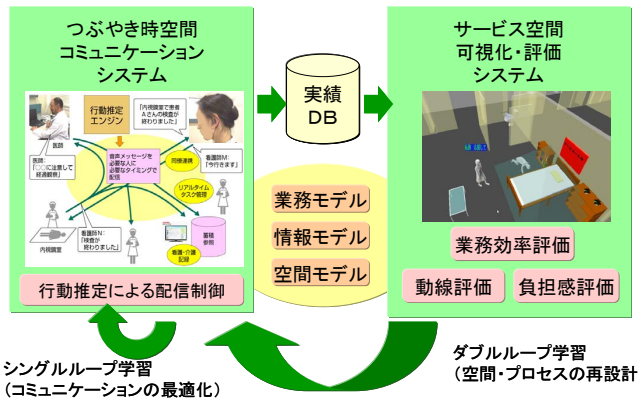 つぶやき時空間
コミュニケーション
システム
行動推定
エンジン
「内視鏡室で患者
Aさんの検査が
終わりました」
医師
医師:
「○○に注意して
経過観察」
音声メッセージを
必要な人に
必要なタイミングで
配信
同僚連携
看護師M:
「今行きます」
リアルタイム
タスク管理
看護師N:
「検査が
終わりました」
内視鏡室
看護・介護
記録
蓄積
参照
行動推定による配信制御
実績
DB
業務モデル
情報モデル
空間モデル
サービス空間
可視化・評価
システム
業務効率評価
動線評価
負担感評価
シングルループ学習
(コミュニケーションの最適化)
ダブルループ学習
(空間・プロセスの再設計